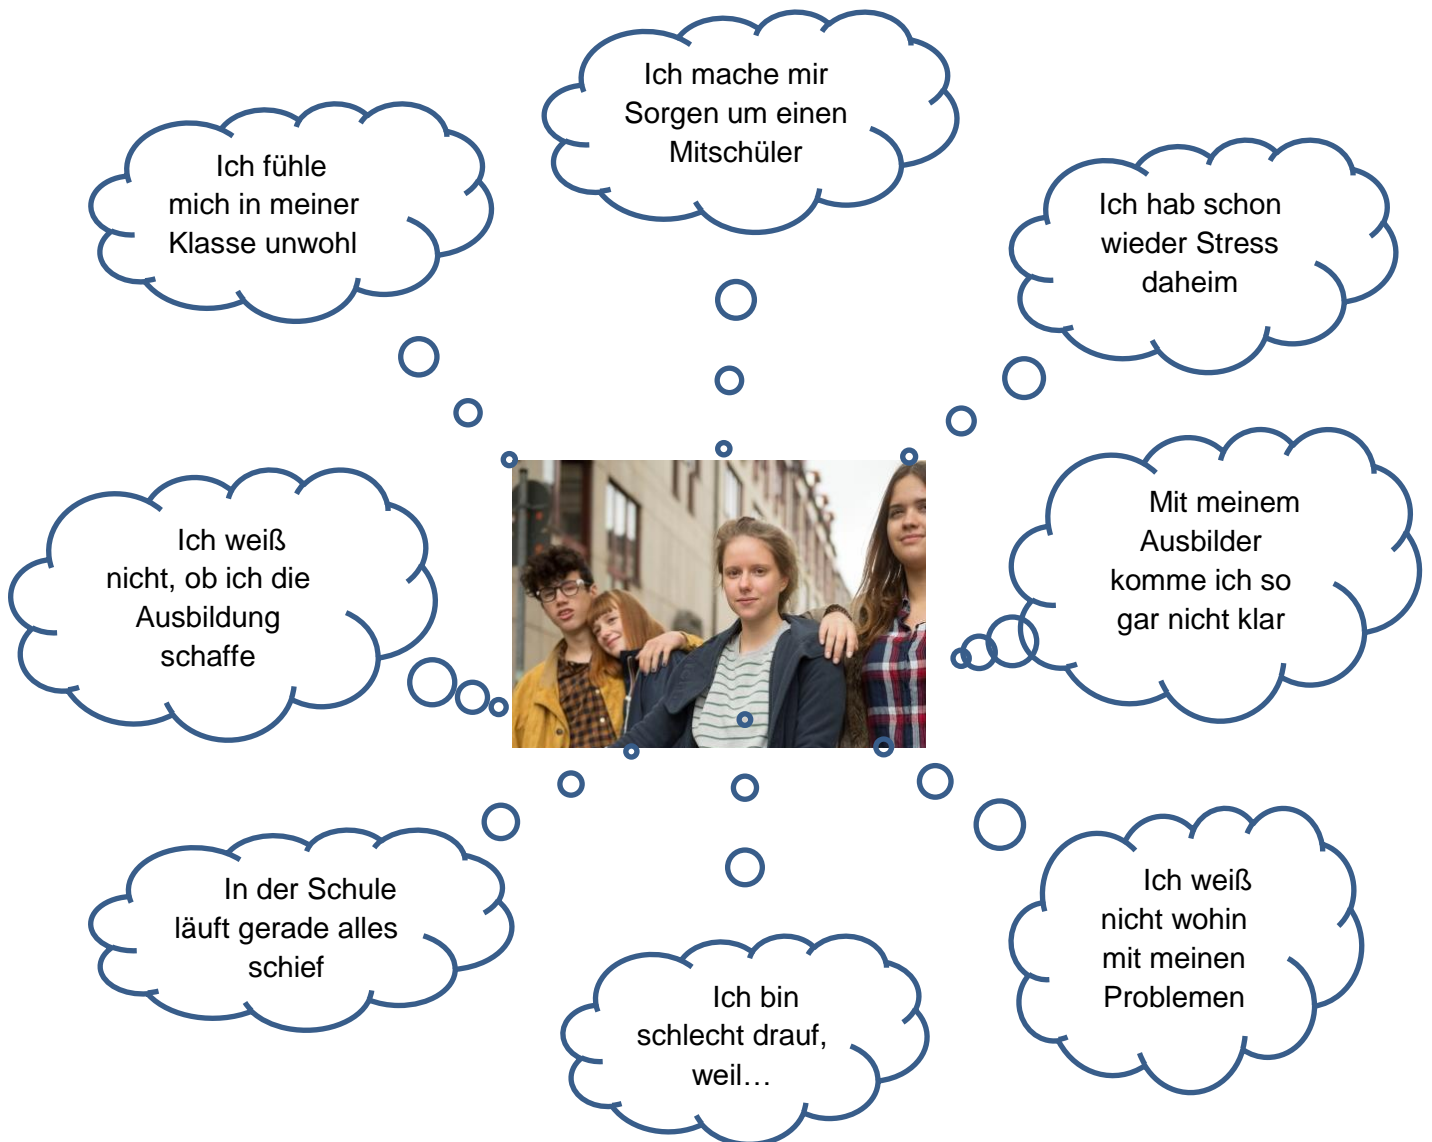 Ich mache mir
Sorgen um einen
Mitschüler
Ich fühle
mich in meiner
Klasse unwohl
Ich hab schon
wieder Stress
daheim
Ich weiß
nicht, ob ich die
Ausbildung
schaffe
Mit meinem
Ausbilder
komme ich so
gar nicht klar
In der Schule
läuft gerade alles
schief
Ich bin
schlecht drauf,
weil…
Ich weiß
nicht wohin
mit meinen
Problemen